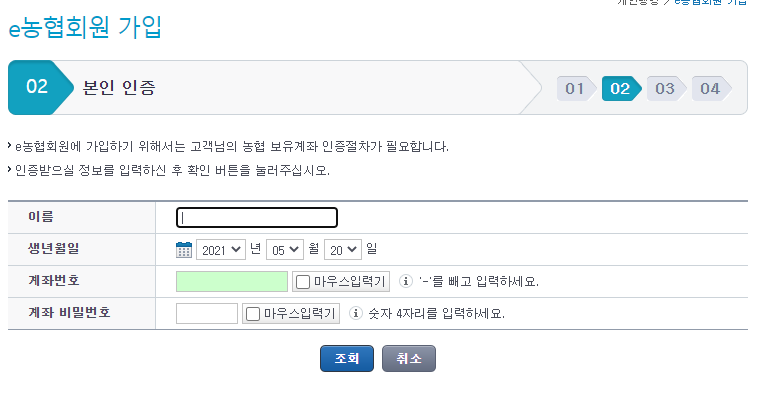 개인뱅킹 > e농협회원 가입
e농협회원 가입
02 본인 인증 01 02 03 04
e농협회원에 가입하기 위해서는 고객님의 농협 보유계좌 인증절차가 필요합니다.
인증받으실 정보를 입력하신 후 확인 버튼을 눌러주십시오.
이름
생년월일 2021 년 05 월 20 일
계좌번호 마우스입력기 '-'를 빼고 입력하세요.
계좌 비밀번호 마우스입력기 숫자 4자리를 입력하세요.
조회 취소